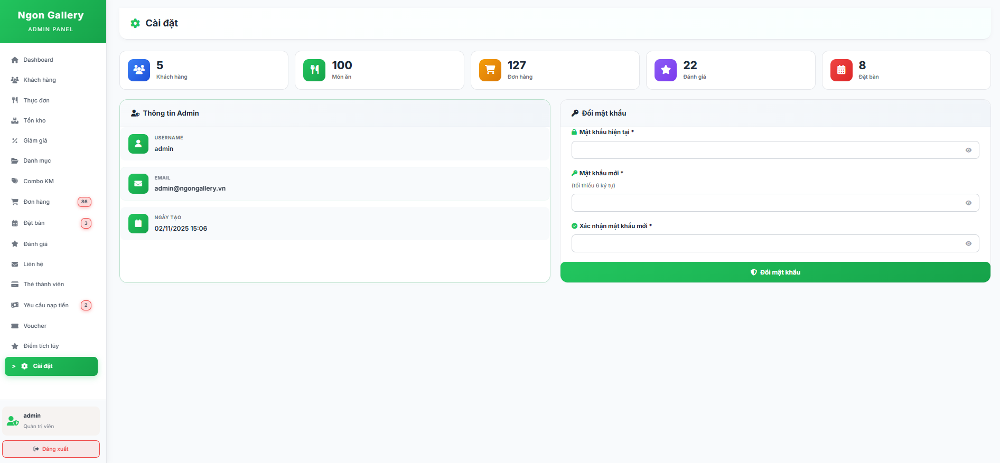 Ngon Gallery
ADMIN PANEL
Dashboard
Khách hàng
Thực đơn
Tồn kho
Giảm giá
Danh mục
Combo KM
Đơn hàng 86
Đặt bàn 3
Đánh giá
Liên hệ
Thẻ thành viên
Yêu cầu nạp tiền 2
Voucher
Điểm tích lũy
> Cài đặt
admin
Quản trị viên
Đăng xuất
Cài đặt
5
Khách hàng
100
Món ăn
127
Đơn hàng
22
Đánh giá
8
Đặt bàn
Thông tin Admin
USERNAME
admin
EMAIL
admin@ngongallery.vn
NGÀY TẠO
02/11/2025 15:06
Đổi mật khẩu
Mật khẩu hiện tại *
Mật khẩu mới *
(tối thiểu 6 ký tự)
Xác nhận mật khẩu mới *
Đổi mật khẩu